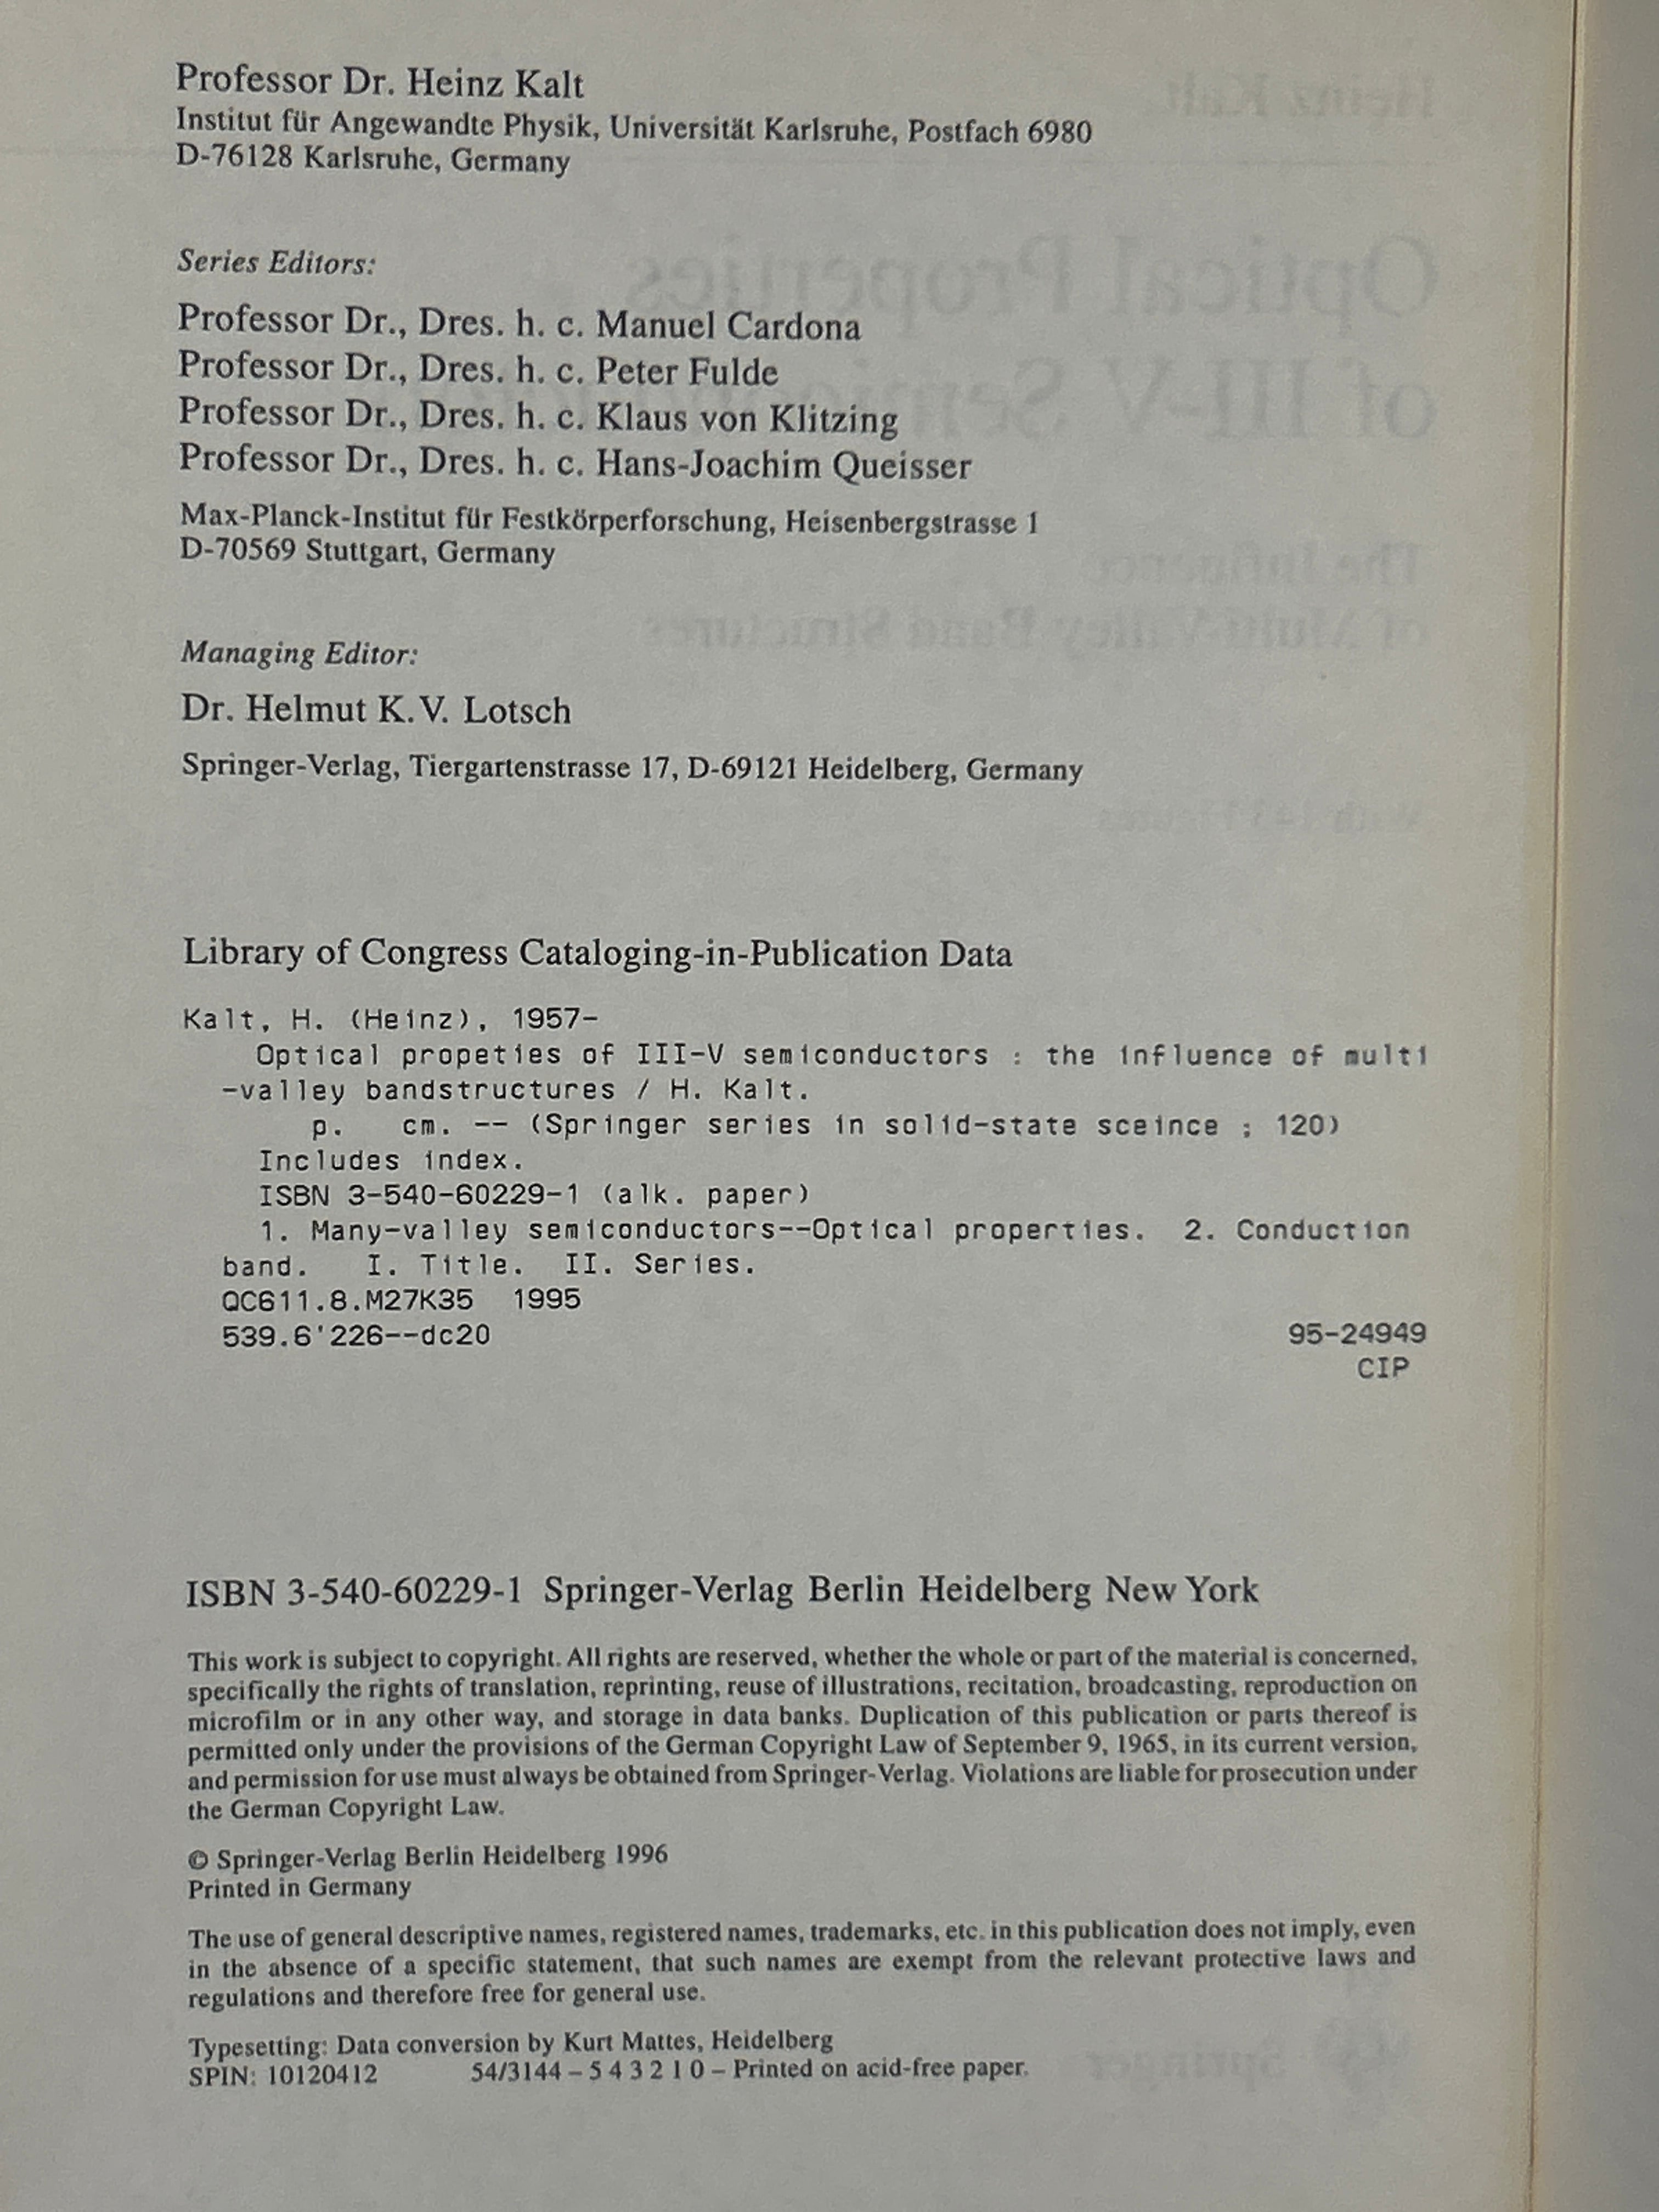 Professor Dr. Heinz Kalt
Institut für Angewandte Physik, Universität Karlsruhe, Postfach 6980
D-76128 Karlsruhe, Germany
Series Editors:
Professor Dr., Dres. h. c. Manuel Cardona
Professor Dr., Dres. h. c. Peter Fulde
Professor Dr., Dres. h. c. Klaus von Klitzing
Professor Dr., Dres. h. c. Hans-Joachim Queisser
Max-Planck-Institut für Festkörperforschung, Heisenbergstrasse 1
D-70569 Stuttgart, Germany
Managing Editor:
Dr. Helmut K.V. Lotsch
Springer-Verlag, Tiergartenstrasse 17, D-69121 Heidelberg, Germany
Library of Congress Cataloging-in-Publication Data
Kalt, H. (Heinz), 1957-
Optical propeties of III-V semiconductors : the influence of multi
-valley bandstructures / H. Kalt.
p. cm. -- (Springer series in solid-state sceince ; 120)
Includes index.
ISBN 3-540-60229-1 (alk. paper)
1. Many-valley semiconductors--Optical properties. 2. Conduction
band. I. Title. II. Series.
QC611.8.M27K35 1995
539.6'226--dc20 95-24949
CIP
ISBN 3-540-60229-1 Springer-Verlag Berlin Heidelberg New York
This work is subject to copyright. All rights are reserved, whether the whole or part of the material is concerned,
specifically the rights of translation, reprinting, reuse of illustrations, recitation, broadcasting, reproduction on
microfilm or in any other way, and storage in data banks. Duplication of this publication or parts thereof is
permitted only under the provisions of the German Copyright Law of September 9, 1965, in its current version,
and permission for use must always be obtained from Springer-Verlag. Violations are liable for prosecution under
the German Copyright Law.
© Springer-Verlag Berlin Heidelberg 1996
Printed in Germany
The use of general descriptive names, registered names, trademarks, etc. in this publication does not imply, even
in the absence of a specific statement, that such names are exempt from the relevant protective laws and
regulations and therefore free for general use.
Typesetting: Data conversion by Kurt Mattes, Heidelberg
SPIN: 10120412 54/3144 – 5 4 3 2 1 0 – Printed on acid-free paper.